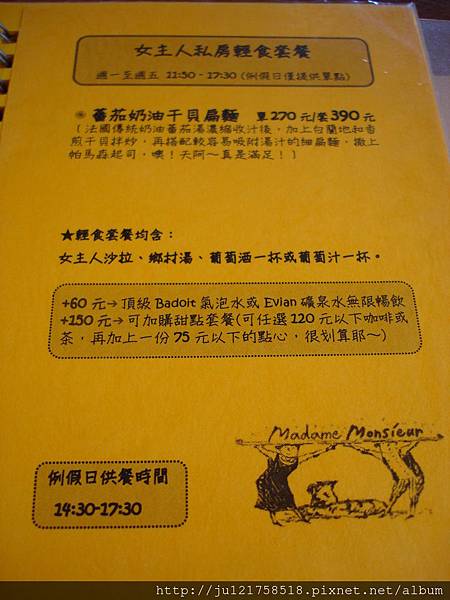 女主人私房輕食套餐
週一至週五 11:30 - 17:30 (例假日僅提供單點)
蕃茄奶油干貝扁麵 單270元/套390元
(法國傳統奶油蕃茄湯濃縮收汁後，加上白蘭地和香
煎干貝拌炒，再搭配較容易吸附湯汁的細扁麵，撒上
帕馬森起司，噢！天阿～真是滿足！)
★輕食套餐均含：
女主人沙拉、鄉村湯、葡萄酒一杯或葡萄汁一杯。
+60 元→頂級 Badoit 氣泡水或 Evian 礦泉水無限暢飲
+150元→可加購甜點套餐(可任選 120 元以下咖啡或
茶，再加上一份 75 元以下的點心，很划算耶～)
Madame Monsieur
例假日供餐時間
14:30-17:30
http://ju121758518.pixnet.net/album